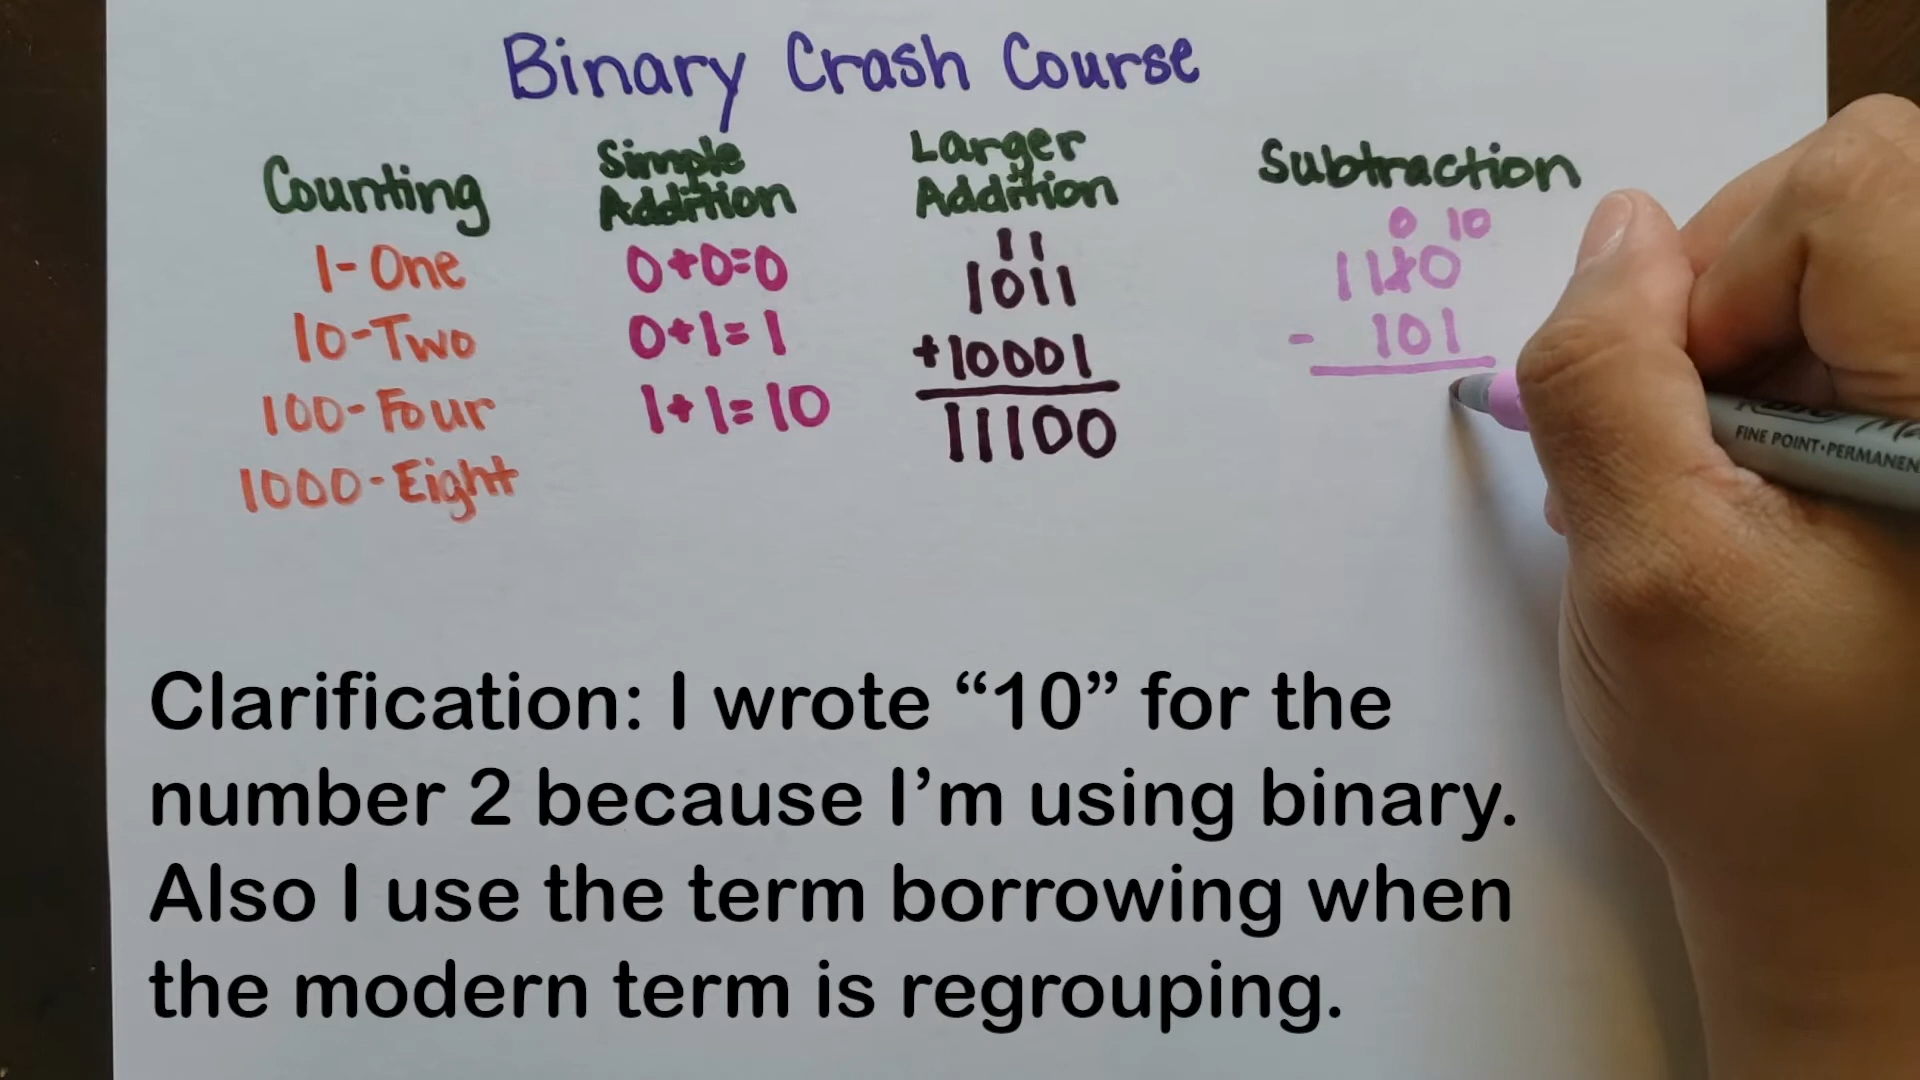 Binary Crash Course
Counting
1-One
10-Two
100-Four
1000-Eight
Simple
Addition
0+0=0
0+1=1
1+1=10
Larger
Addition
11
1011
+10001
11100
Subtraction
0 10
1110
- 101
FINE POINT·PERMANEN
Clarification: I wrote “10” for the
number 2 because I’m using binary.
Also I use the term borrowing when
the modern term is regrouping.